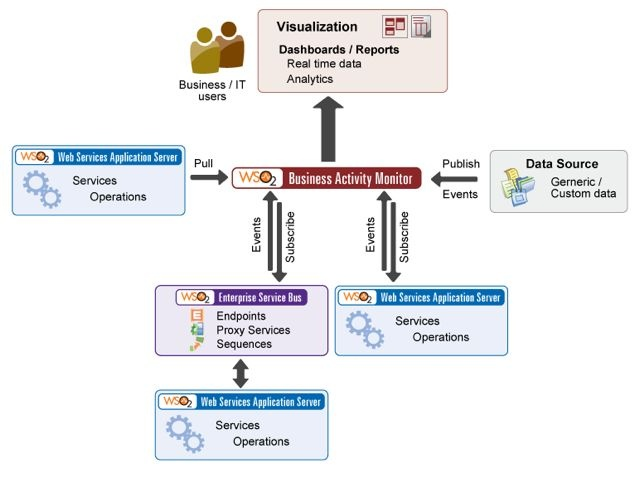 Visualization
Dashboards / Reports
Real time data
Analytics
Business / IT
users
WSO2 Web Services Application Server
Services
Operations
Pull
WSO2 Business Activity Monitor
Publish
Events
Data Source
Gerneric /
Custom data
Events
Subscribe
Events
Subscribe
WSO2 Enterprise Service Bus
Endpoints
Proxy Services
Sequences
WSO2 Web Services Application Server
Services
Operations
WSO2 Web Services Application Server
Services
Operations